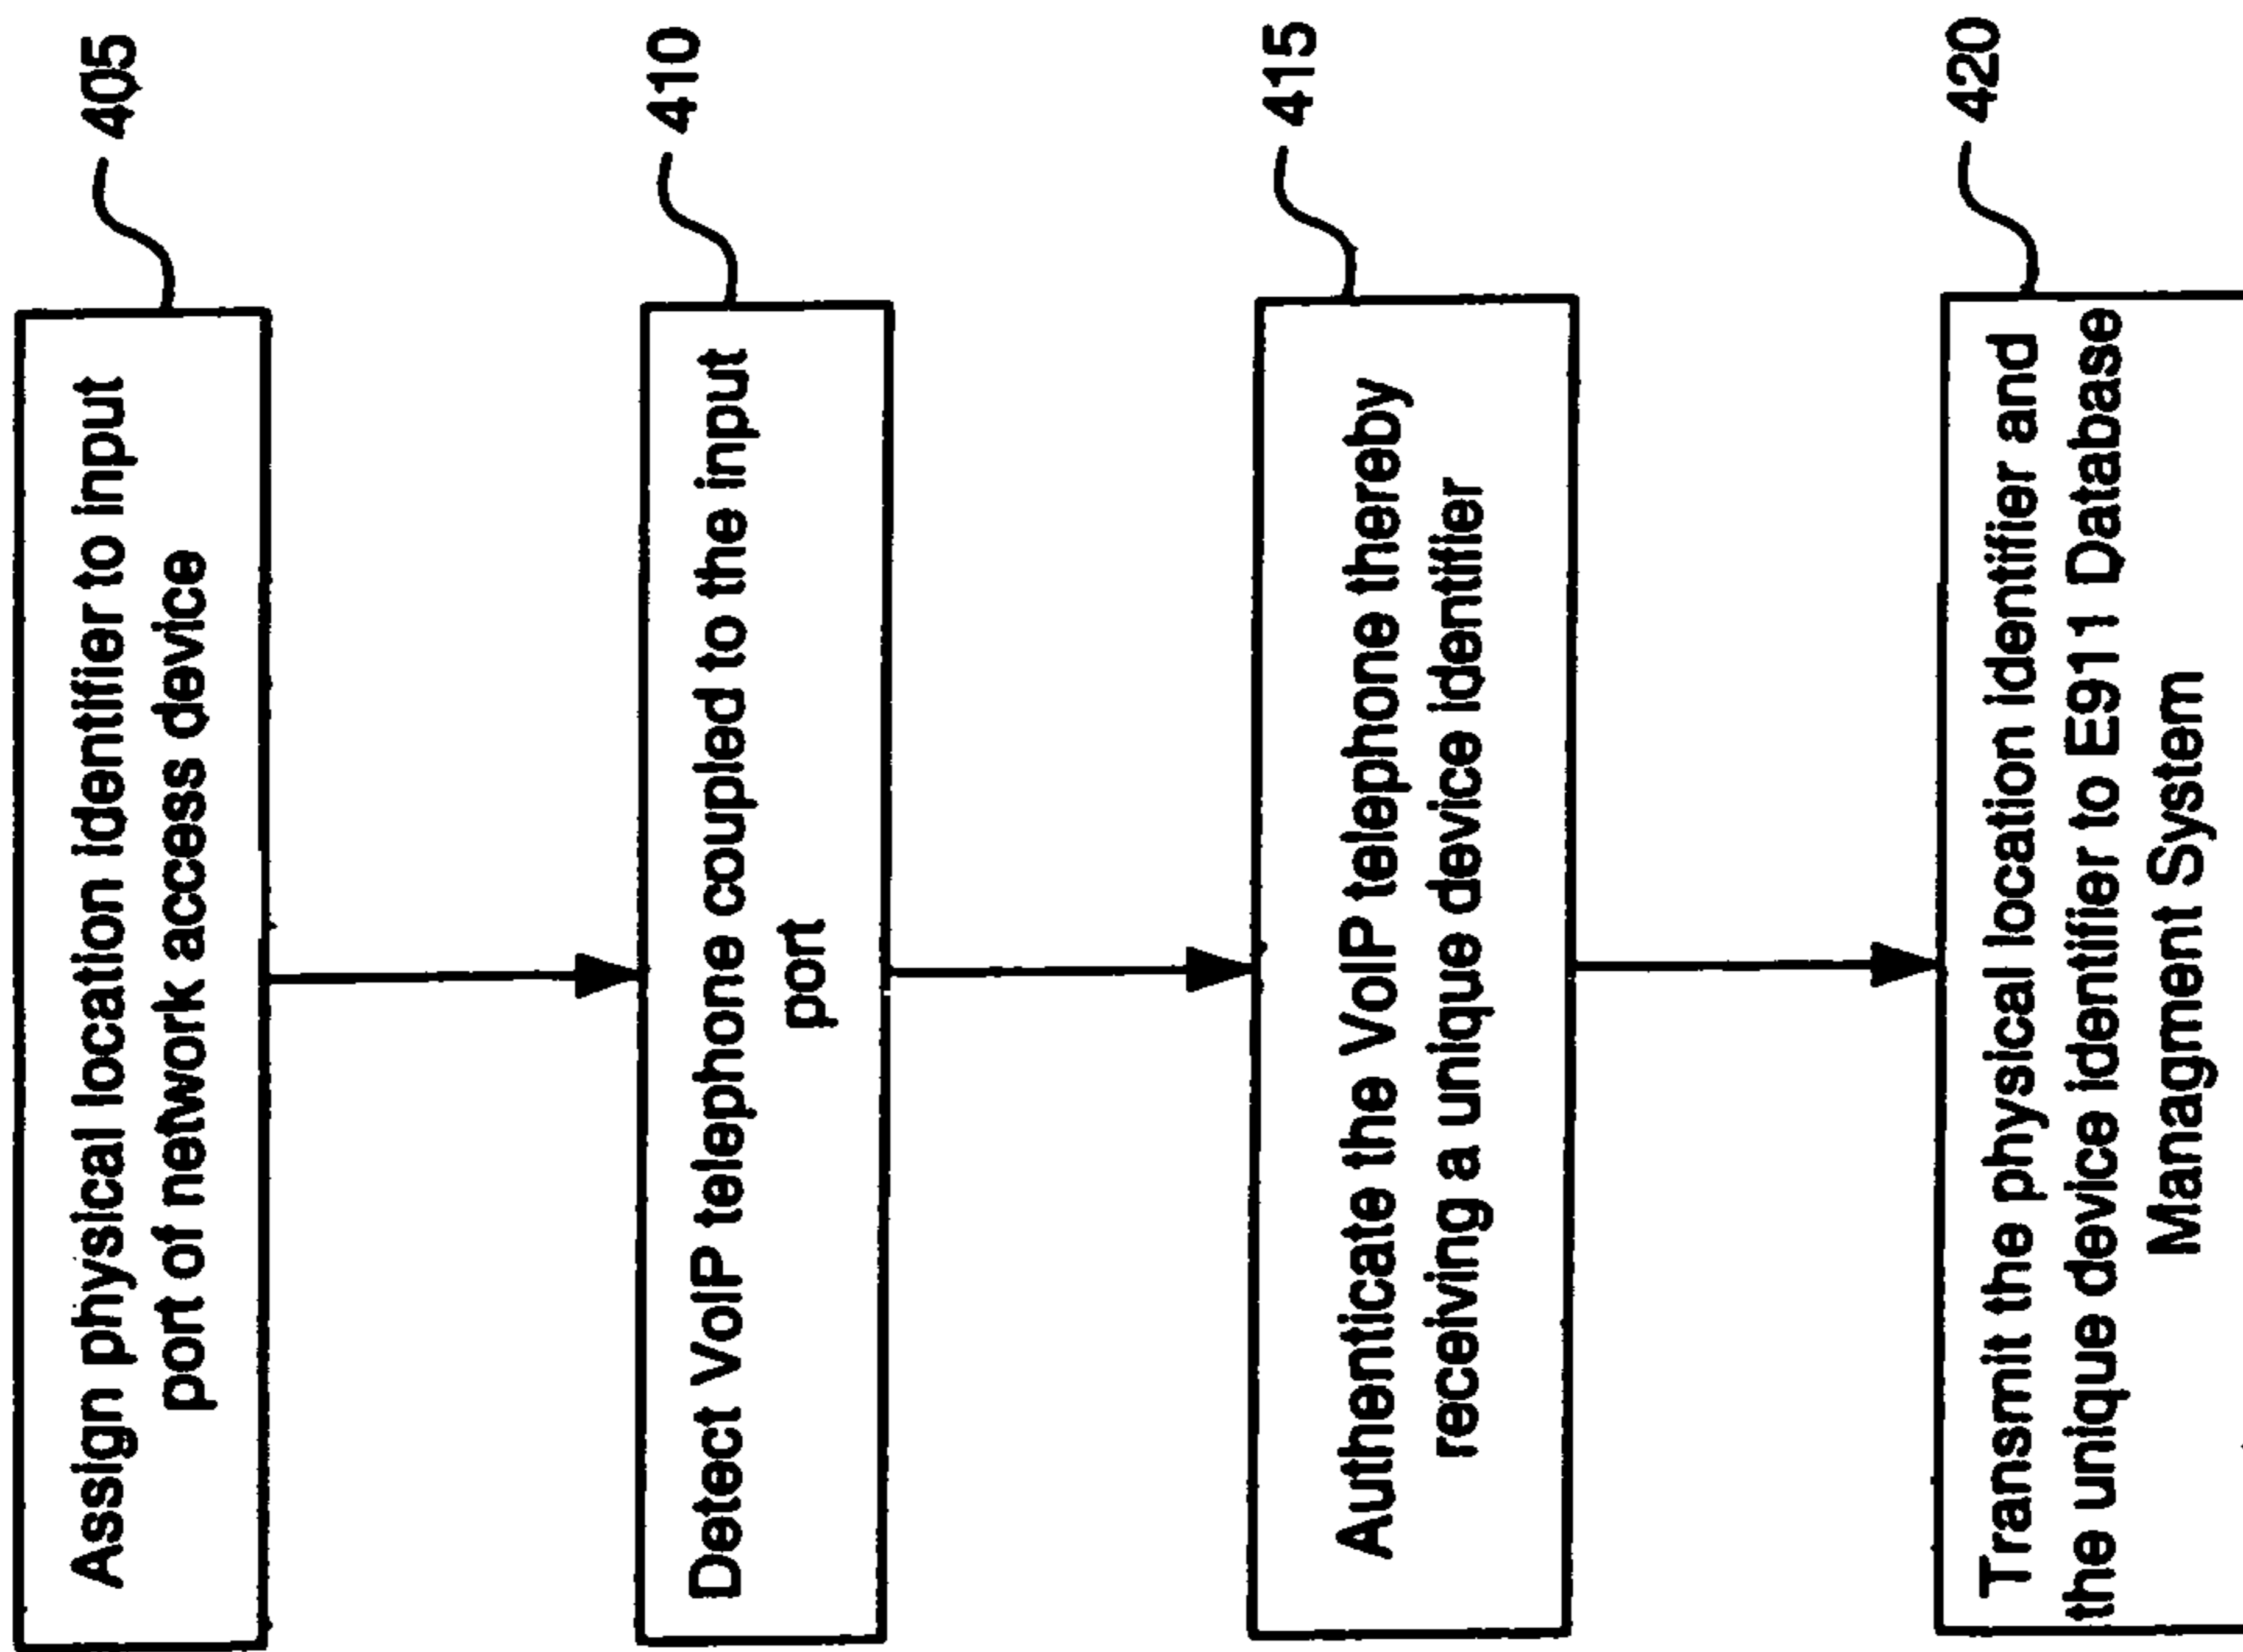 Assign physical location identifier to input
port of network access device
405
Detect VoIP telephone coupled to the input
port
410
Authenticate the VoIP telephone thereby
receiving a unique device identifier
415
Transmit the physical location identifier and
the unique device identifier to E911 Database
Managment System
420